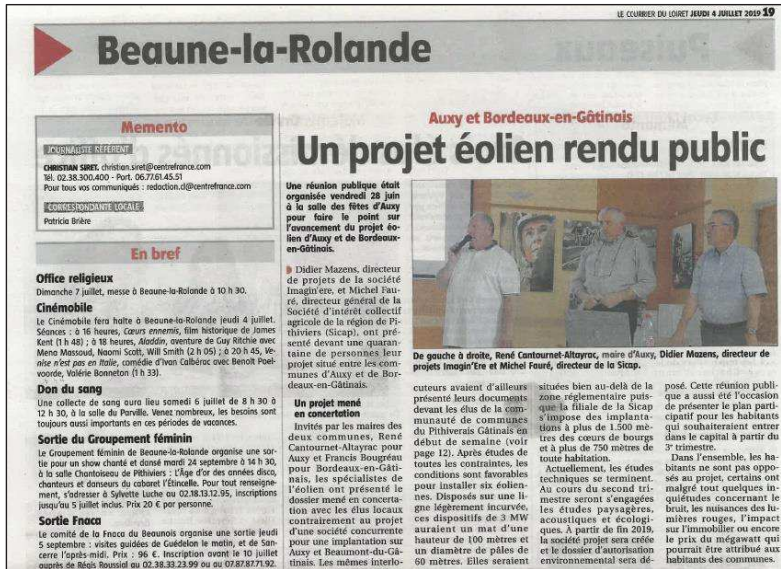 LE COURRIER DU LOIRET JEUDI 4 JUILLET 2019 19
Beaune-la-Rolande
Memento
JOURNALISTE RÉFÉRENT
CHRISTIAN SIRET. christian.siret@centrefrance.com
Tél. 02.38.300.400 - Port. 06.77.61.45.51
Pour tous vos communiqués : redaction.d@centrefrance.com
CORRESPONDANTE LOCALE
Patricia Brière
En bref
Office religieux
Dimanche 7 juillet, messe à Beaune-la-Rolande à 10 h 30.
Cinémobile
Le Cinémobile fera halte à Beaune-la-Rolande jeudi 4 juillet.
Séances : à 16 heures, Cœurs ennemis, film historique de James
Kent (1 h 48) ; à 18 heures, Aladdin, aventure de Guy Ritchie avec
Mena Massoud, Naomi Scott, Will Smith (2 h 05) ; à 20 h 45, Ve-
nise n'est pas en Italie, comédie d'Ivan Calbérac avec Benoît Poel-
voorde, Valérie Bonneton (1 h 33).
Don du sang
Une collecte de sang aura lieu samedi 6 juillet de 8 h 30 à
12 h 30, à la salle du Parville. Venez nombreux, les besoins sont
toujours aussi importants en ces périodes de vacances.
Sortie du Groupement féminin
Le Groupement féminin de Beaune-la-Rolande organise une sor-
tie pour un show chanté et dansé mardi 24 septembre à 14 h 30,
à la salle Chantoiseau de Pithiviers : L'Âge d'or des années disco,
chanteurs et danseurs du cabaret l'Étincelle. Pour tout renseigne-
ment, s'adresser à Sylvette Luche au 02.18.13.12.95, inscriptions
jusqu'au 5 juillet inclus. Prix 20 € par personne.
Sortie Fnaca
Le comité de la Fnaca du Beaunois organise une sortie jeudi
5 septembre : visites guidées de Guédelon le matin, et de San-
cerre l'après-midi. Prix : 96 €. Inscription avant le 10 juillet
auprès de Régis Roussial au 02.38.33.23.99 ou au 07.87.87.71.92.
Auxy et Bordeaux-en-Gâtinais
Un projet éolien rendu public
Une réunion publique était
organisée vendredi 28 juin
à la salle des fêtes d'Auxy
pour faire le point sur
l'avancement du projet éo-
lien d'Auxy et de Bordeaux-
en-Gâtinais.
Didier Mazens, directeur
de projets de la société
Imagin'ere, et Michel Fau-
ré, directeur général de la
Société d'intérêt collectif
agricole de la région de Pi-
thiviers (Sicap), ont pré-
senté devant une quaran-
taine de personnes leur
projet situé entre les com-
munes d'Auxy et de Bor-
deaux-en-Gâtinais.
Un projet mené
en concertation
Invités par les maires des
deux communes, René
Cantournet-Altayrac pour
Auxy et Francis Bougréau
pour Bordeaux-en-Gâti-
nais, les spécialistes de
l'éolien ont présenté le
dossier mené en concerta-
tion avec les élus locaux
contrairement au projet
d'une société concurrente
pour une implantation sur
Auxy et Beaumont-du-Gâ-
tinais. Les mêmes interlo-
De gauche à droite, René Cantournet-Altayrac, maire d'Auxy, Didier Mazens, directeur de
projets Imagin'Ere et Michel Fauré, directeur de la Sicap.
cuteurs avaient d'ailleurs
présenté leurs documents
devant les élus de la com-
munauté de communes
du Pithiverais Gâtinais en
début de semaine (voir
page 12). Après études de
toutes les contraintes, les
conditions sont favorables
pour installer six éolien-
nes. Disposés sur une li-
gne légèrement incurvée,
ces dispositifs de 3 MW
auraient un mat d'une
hauteur de 100 mètres et
un diamètre de pâles de
60 mètres. Elles seraient
situées bien au-delà de la
zone réglementaire puis-
que la filiale de la Sicap
s'impose des implanta-
tions à plus de 1.500 mè-
tres des cœurs de bourgs
et à plus de 750 mètres de
toute habitation.
Actuellement, les études
techniques se terminent.
Au cours du second tri-
mestre seront s'engagées
les études paysagères,
acoustiques et écologi-
ques. À partir de fin 2019,
la société projet sera créée
et le dossier d'autorisation
environnemental sera dé-
posé. Cette réunion publi-
que a aussi été l'occasion
de présenter le plan parti-
cipatif pour les habitants
qui souhaiteraient entrer
dans le capital à partir du
3e trimestre.
Dans l'ensemble, les ha-
bitants ne sont pas oppo-
sés au projet, certains ont
malgré tout quelques in-
quiétudes concernant le
bruit, les nuisances des lu-
mières rouges, l'impact
sur l'immobilier ou encore
le prix du mégawatt qui
pourrait être attribué aux
habitants des communes.